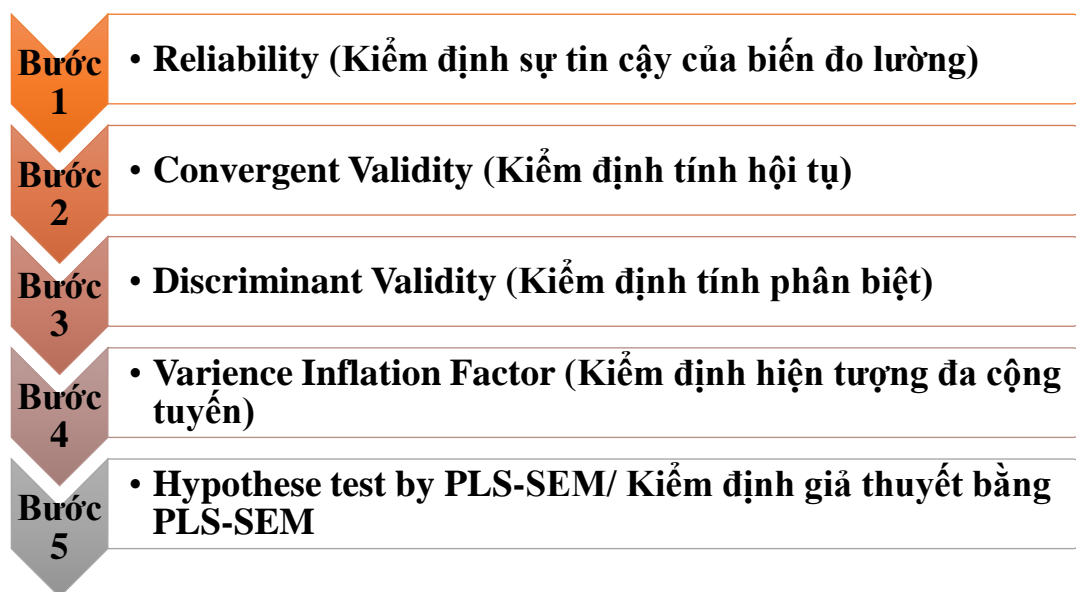 Bước
1
• Reliability (Kiểm định sự tin cậy của biến đo lường)
Bước
2
• Convergent Validity (Kiểm định tính hội tụ)
Bước
3
• Discriminant Validity (Kiểm định tính phân biệt)
Bước
4
• Varience Inflation Factor (Kiểm định hiện tượng đa cộng
tuyến)
Bước
5
• Hypothese test by PLS-SEM/ Kiểm định giả thuyết bằng
PLS-SEM